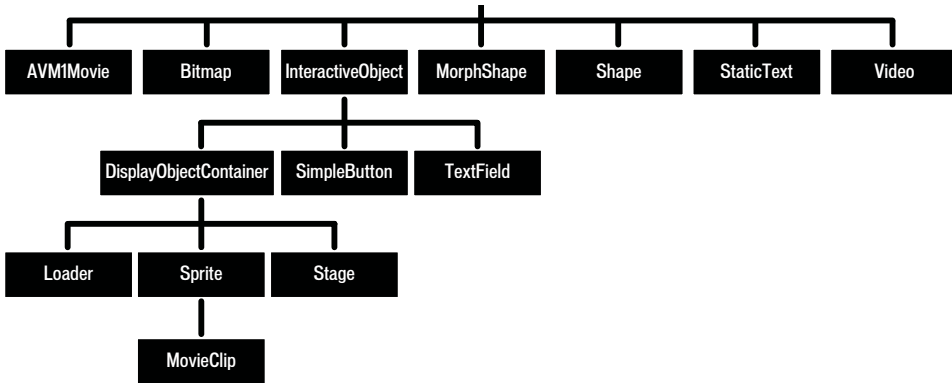 AVM1Movie
Bitmap
InteractiveObject
MorphShape
Shape
StaticText
Video
DisplayObjectContainer
SimpleButton
TextField
Loader
Sprite
Stage
MovieClip